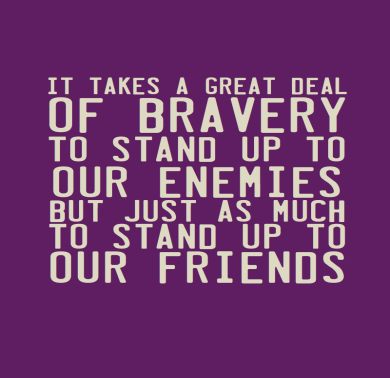 IT TAKES A GREAT DEAL
OF BRAVERY
TO STAND UP TO
OUR ENEMIES
BUT JUST AS MUCH
TO STAND UP TO
OUR FRIENDS